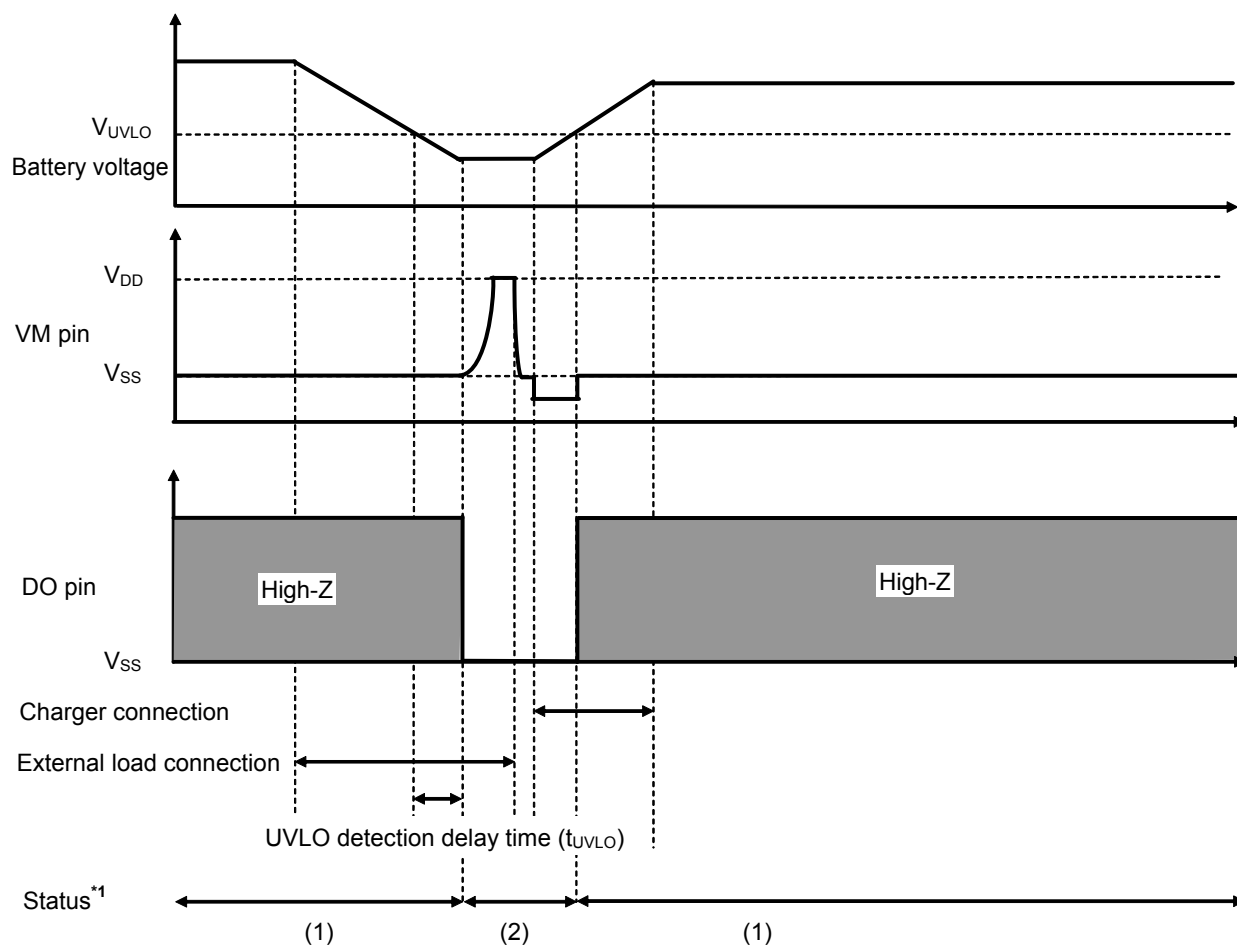 VUVLO
Battery voltage
VDD
VM pin
VSS
High-Z
High-Z
DO pin
VSS
Charger connection
External load connection
UVLO detection delay time (tUVLO)
Status*1
(1) (2) (1)